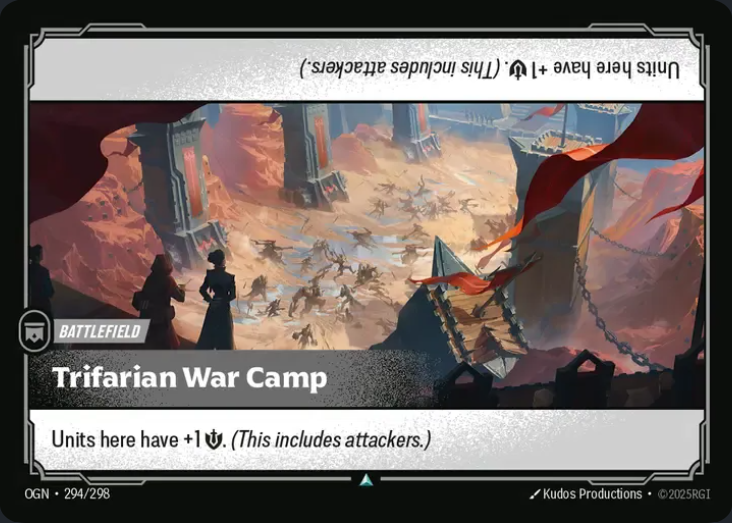 Units here have +1. (This includes attackers.)
BATTLEFIELD
Trifarian War Camp
Units here have +1. (This includes attackers.)
OGN • 294/298
Kudos Productions • ©2025RGI